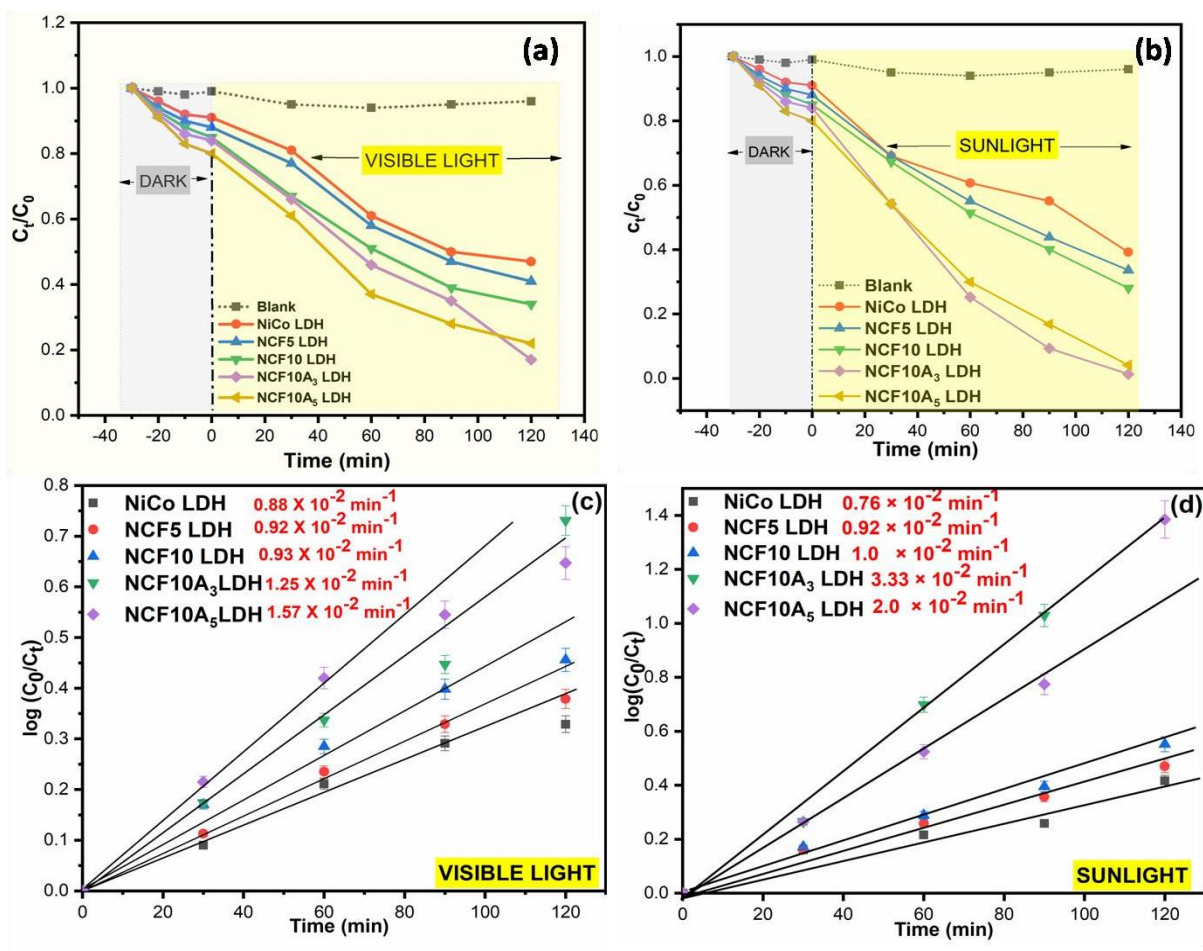 (a)
1.2
1.0
0.8
0.6
0.4
0.2
0.0
C_t/C_0
DARK
VISIBLE LIGHT
Blank
NiCo LDH
NCF5 LDH
NCF10 LDH
NCF10A₃ LDH
NCF10A₅ LDH
-40 -20 0 20 40 60 80 100 120 140
Time (min)
(b)
1.0
0.8
0.6
0.4
0.2
0.0
c_t/c_0
DARK
SUNLIGHT
Blank
NiCo LDH
NCF5 LDH
NCF10 LDH
NCF10A₃ LDH
NCF10A₅ LDH
-40 -20 0 20 40 60 80 100 120 140
Time (min)
(c)
0.8
0.7
0.6
0.5
0.4
0.3
0.2
0.1
0.0
log (C₀/C_t)
NiCo LDH 0.88 X 10⁻² min⁻¹
NCF5 LDH 0.92 X 10⁻² min⁻¹
NCF10 LDH 0.93 X 10⁻² min⁻¹
NCF10A₃LDH 1.25 X 10⁻² min⁻¹
NCF10A₅LDH 1.57 X 10⁻² min⁻¹
VISIBLE LIGHT
0 20 40 60 80 100 120
Time (min)
(d)
1.4
1.2
1.0
0.8
0.6
0.4
0.2
0.0
log(C₀/C_t)
NiCo LDH 0.76 × 10⁻² min⁻¹
NCF5 LDH 0.92 × 10⁻² min⁻¹
NCF10 LDH 1.0 × 10⁻² min⁻¹
NCF10A₃ LDH 3.33 × 10⁻² min⁻¹
NCF10A₅ LDH 2.0 × 10⁻² min⁻¹
SUNLIGHT
0 20 40 60 80 100 120
Time (min)